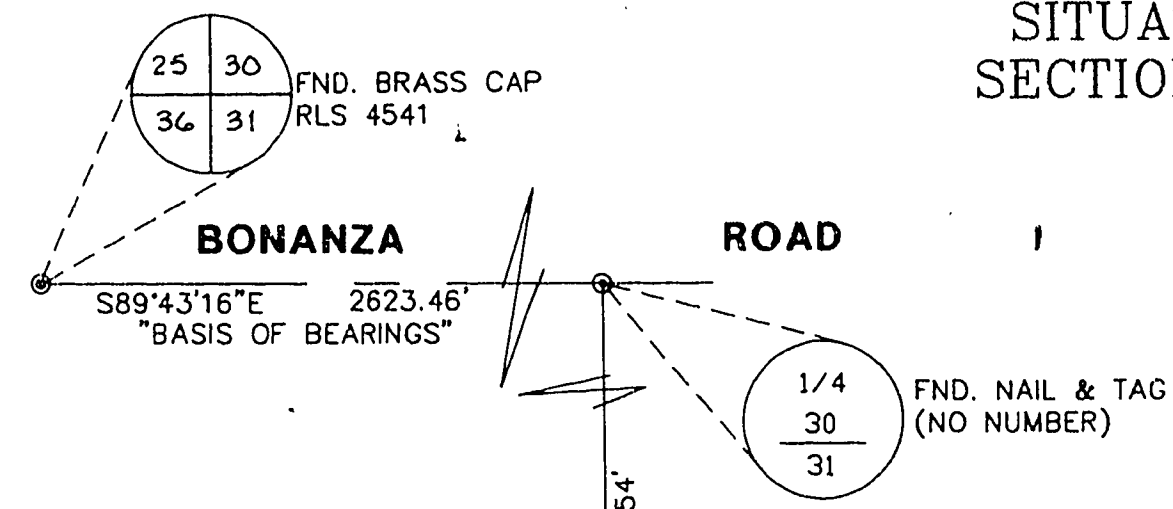 SITUA
SECTION
25 30
36 31
FND. BRASS CAP
RLS 4541
BONANZA ROAD
S89°43'16"E 2623.46'
"BASIS OF BEARINGS"
1/4
30
31
FND. NAIL & TAG
(NO NUMBER)
54'